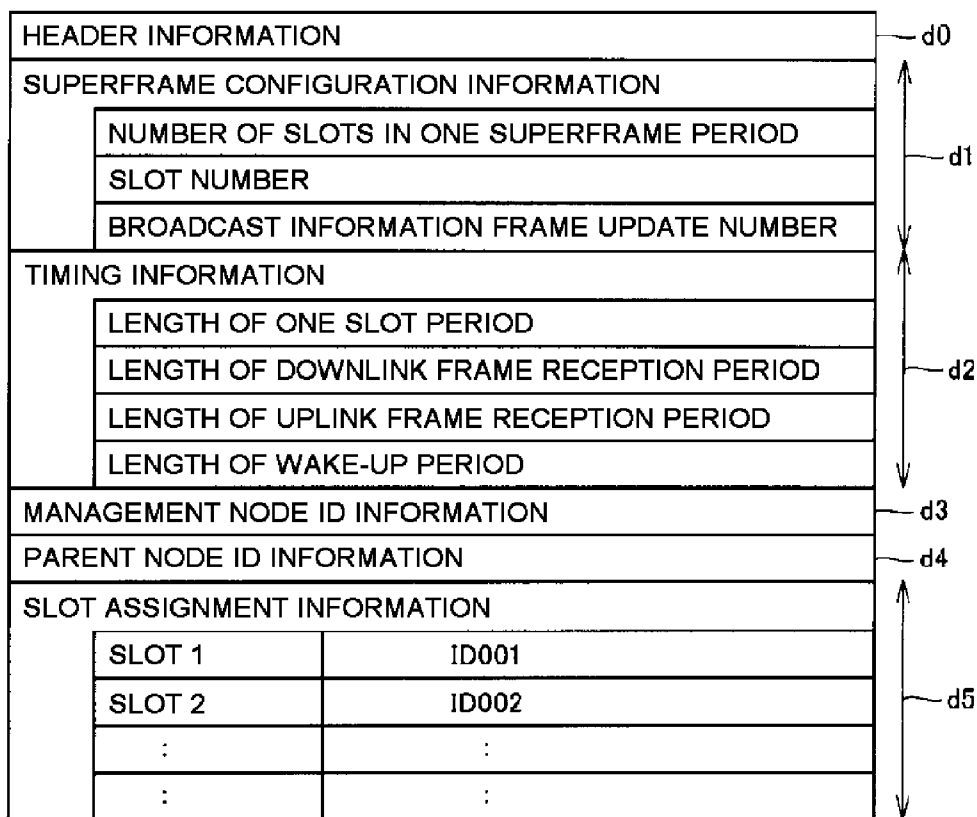 HEADER INFORMATION d0
SUPERFRAME CONFIGURATION INFORMATION
NUMBER OF SLOTS IN ONE SUPERFRAME PERIOD
d1
SLOT NUMBER
BROADCAST INFORMATION FRAME UPDATE NUMBER
TIMING INFORMATION
LENGTH OF ONE SLOT PERIOD
LENGTH OF DOWNLINK FRAME RECEPTION PERIOD d2
LENGTH OF UPLINK FRAME RECEPTION PERIOD
LENGTH OF WAKE-UP PERIOD
MANAGEMENT NODE ID INFORMATION d3
PARENT NODE ID INFORMATION d4
SLOT ASSIGNMENT INFORMATION
SLOT 1 ID001
SLOT 2 ID002 d5
: :
: :